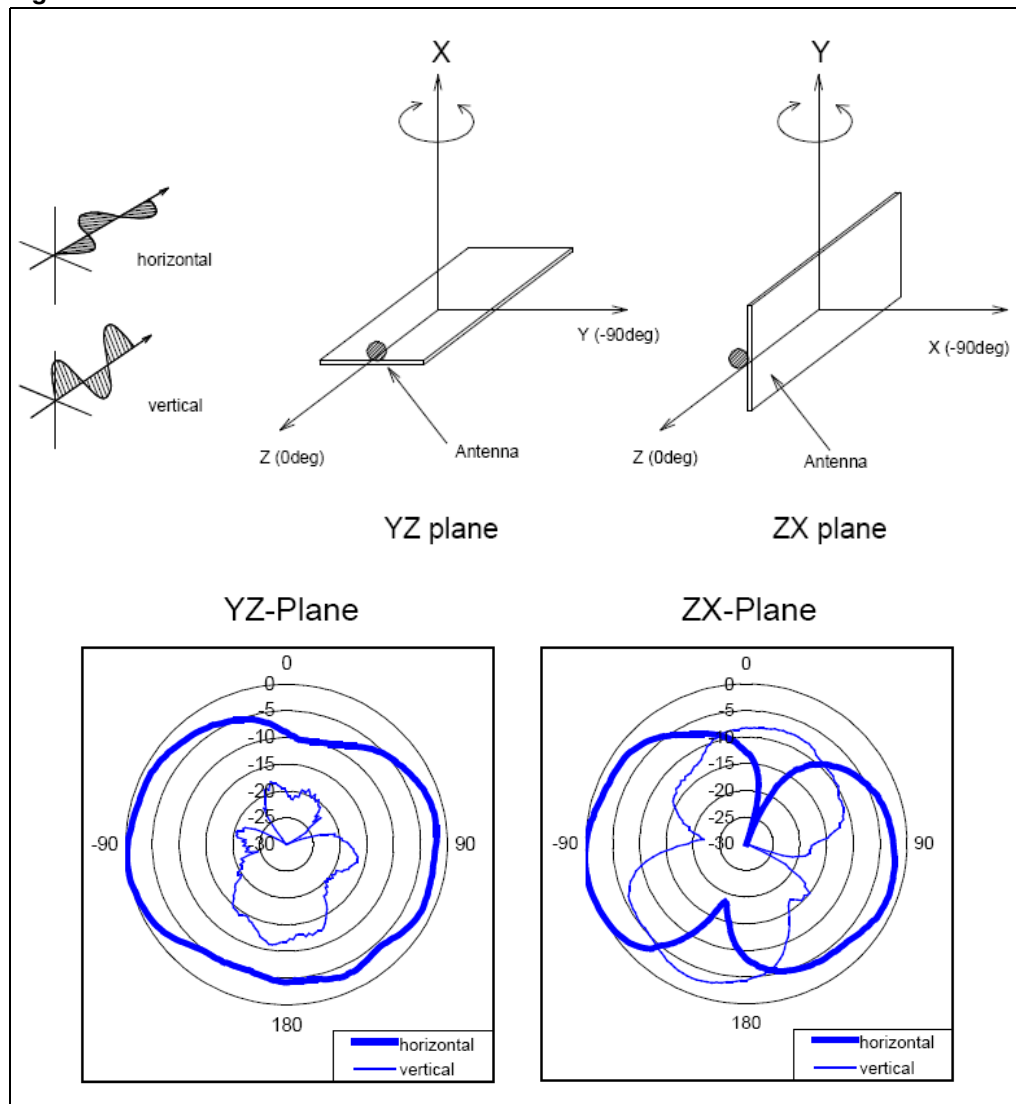 X
Y
horizontal
vertical
Y (-90deg)
X (-90deg)
Z (0deg)
Antenna
Z (0deg)
Antenna
YZ plane
ZX plane
YZ-Plane
ZX-Plane
0
0
-5
-10
-15
-20
-25
-30
-90
90
180
horizontal
vertical
0
0
-5
-10
-15
-20
-25
-30
-90
90
180
horizontal
vertical